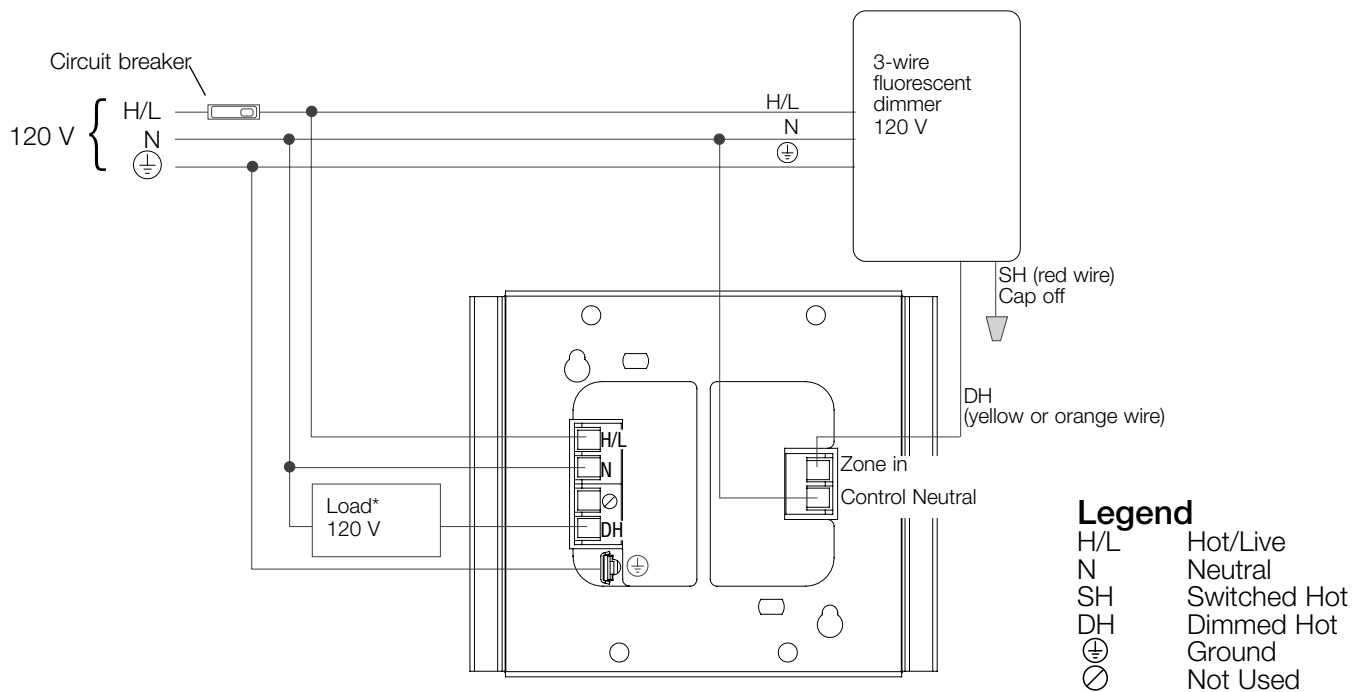 Circuit breaker
120 V
H/L
N
H/L
N
3-wire
fluorescent
dimmer
120 V
SH (red wire)
Cap off
DH
(yellow or orange wire)
H/L
N
DH
Zone in
Control Neutral
Load*
120 V
Legend
H/L Hot/Live
N Neutral
SH Switched Hot
DH Dimmed Hot
Ground
Not Used